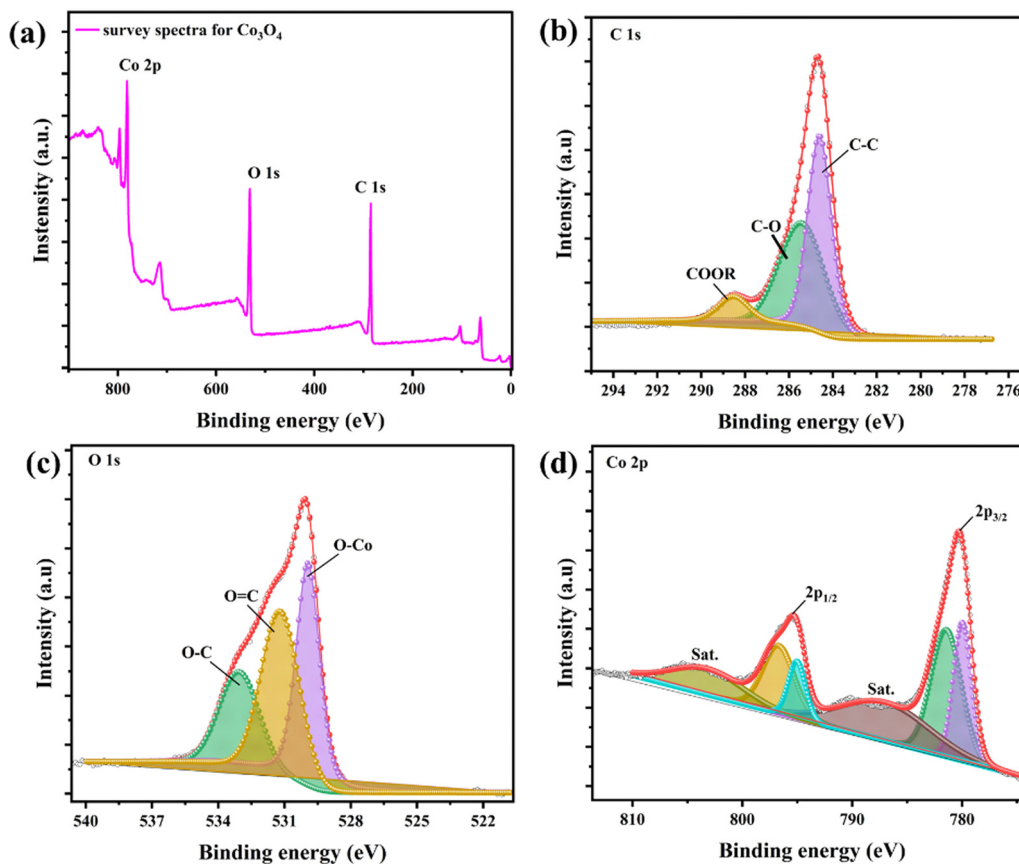 (a)
survey spectra for Co₃O₄
Co 2p
O 1s
C 1s
Instensity (a.u.)
800 600 400 200 0
Binding energy (eV)
(b)
C 1s
C-C
C-O
COOR
Intensity (a.u)
294 292 290 288 286 284 282 280 278 276
Binding energy (eV)
(c)
O 1s
O-Co
O=C
O-C
Intensity (a.u)
540 537 534 531 528 525 522
Binding energy (eV)
(d)
Co 2p
2p₃/₂
2p₁/₂
Sat.
Sat.
Intensity (a.u)
810 800 790 780
Binding energy (eV)